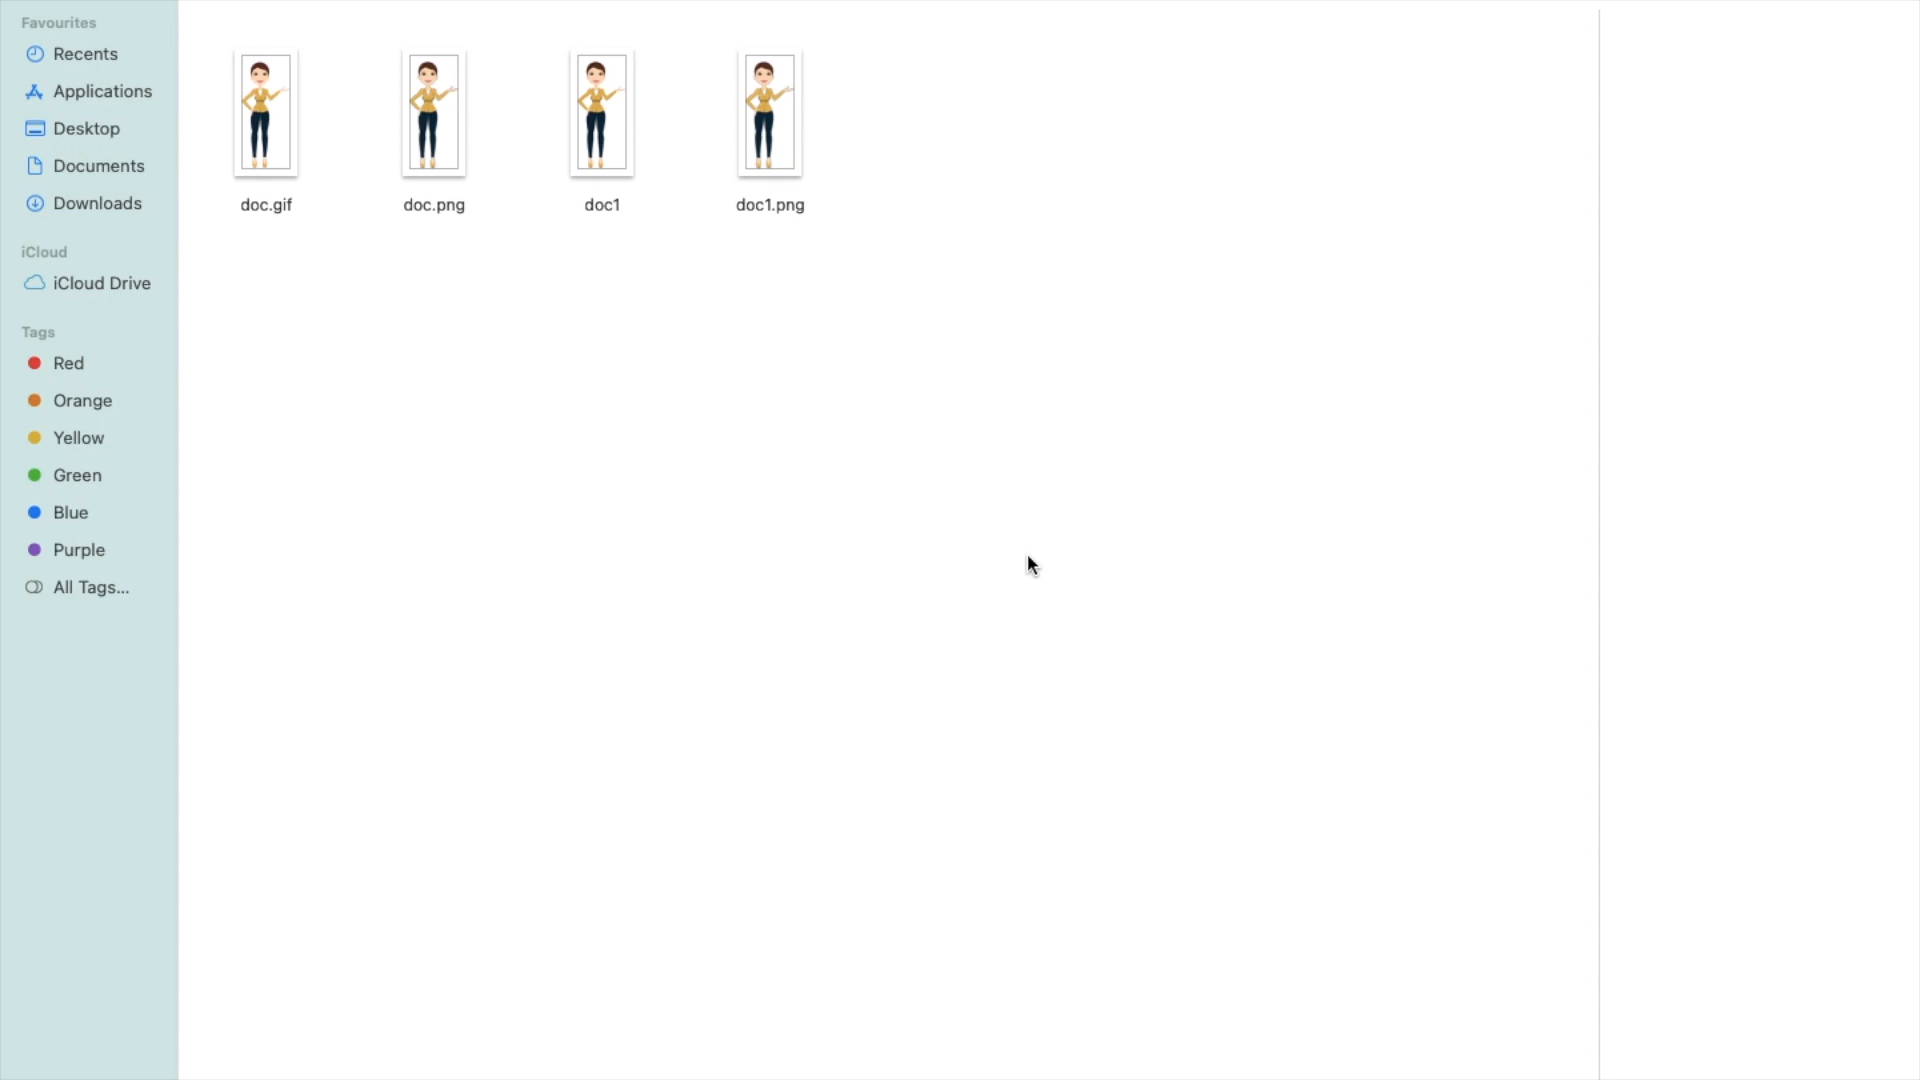 Favourites
Recents
Applications
Desktop
Documents
Downloads
iCloud
iCloud Drive
Tags
Red
Orange
Yellow
Green
Blue
Purple
All Tags...
doc.gif
doc.png
doc1
doc1.png